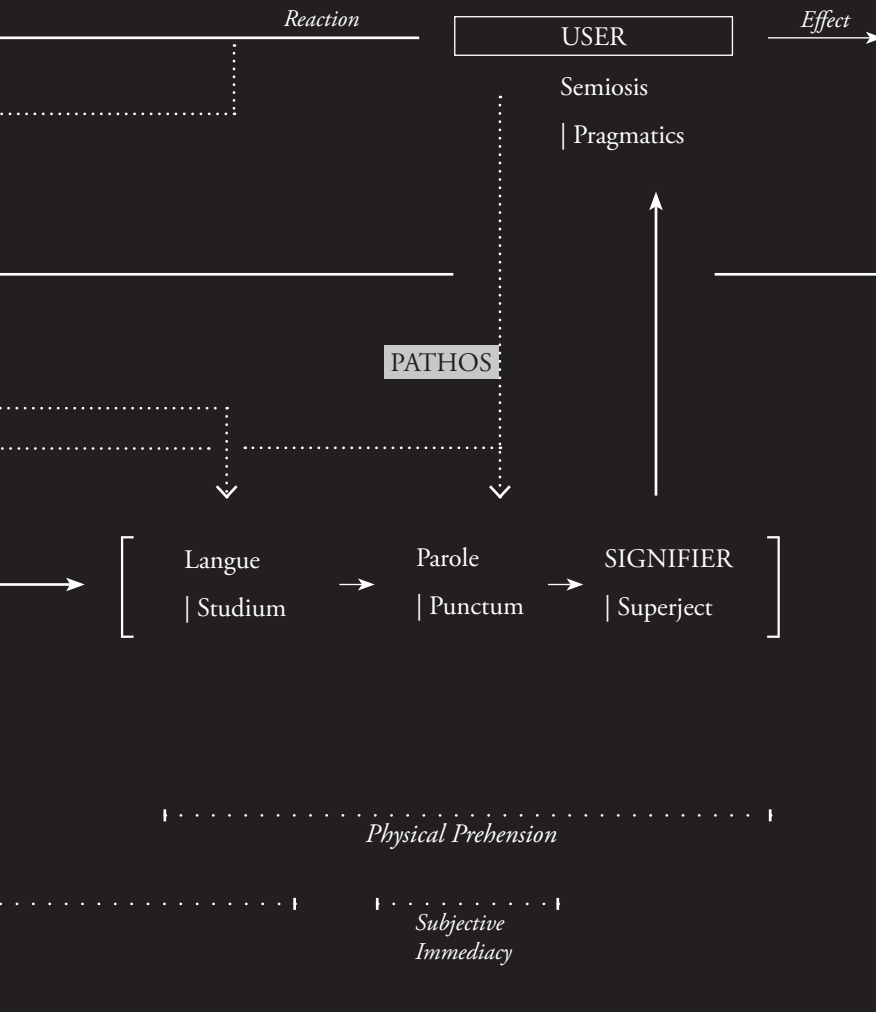 Reaction
USER
Effect
Semiosis
| Pragmatics
PATHOS
Langue
| Studium
Parole
| Punctum
SIGNIFIER
| Superject
Physical Prehension
Subjective
Immediacy